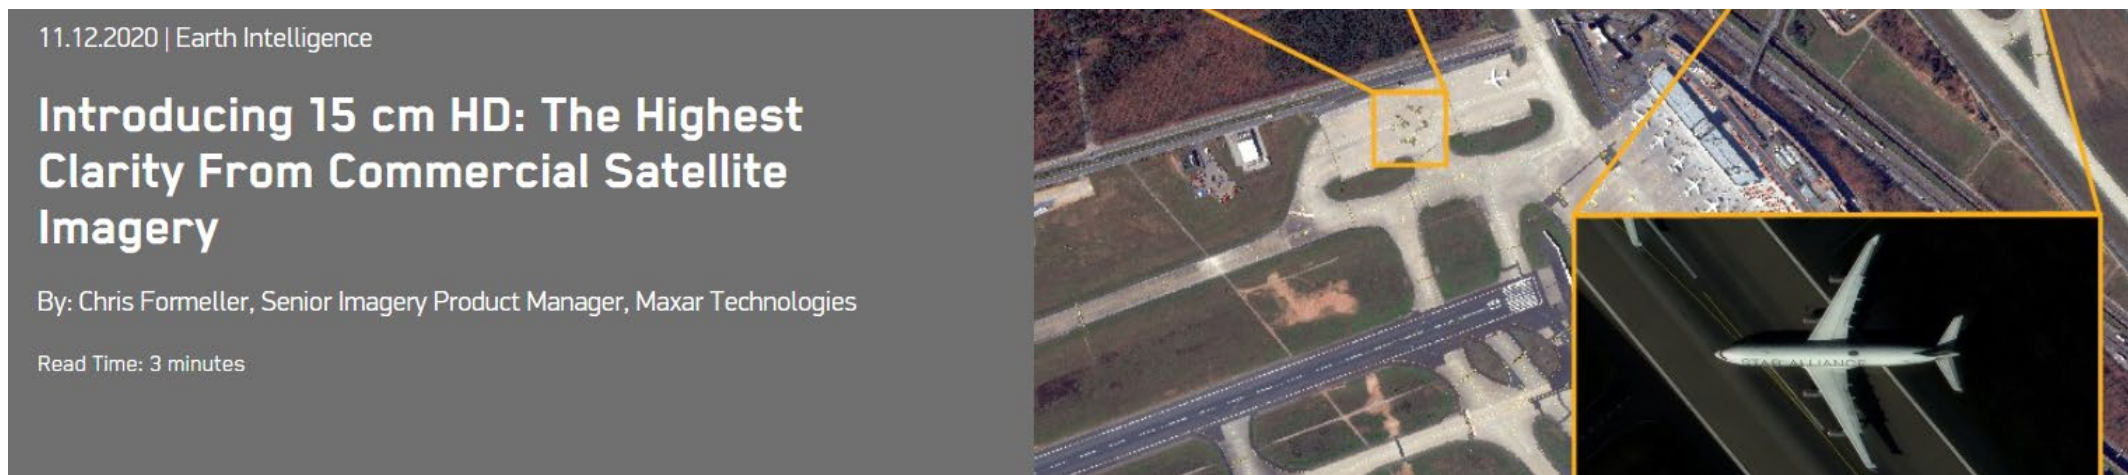 11.12.2020 | Earth Intelligence
Introducing 15 cm HD: The Highest
Clarity From Commercial Satellite
Imagery
By: Chris Formeller, Senior Imagery Product Manager, Maxar Technologies
Read Time: 3 minutes
STAR ALLIANCE